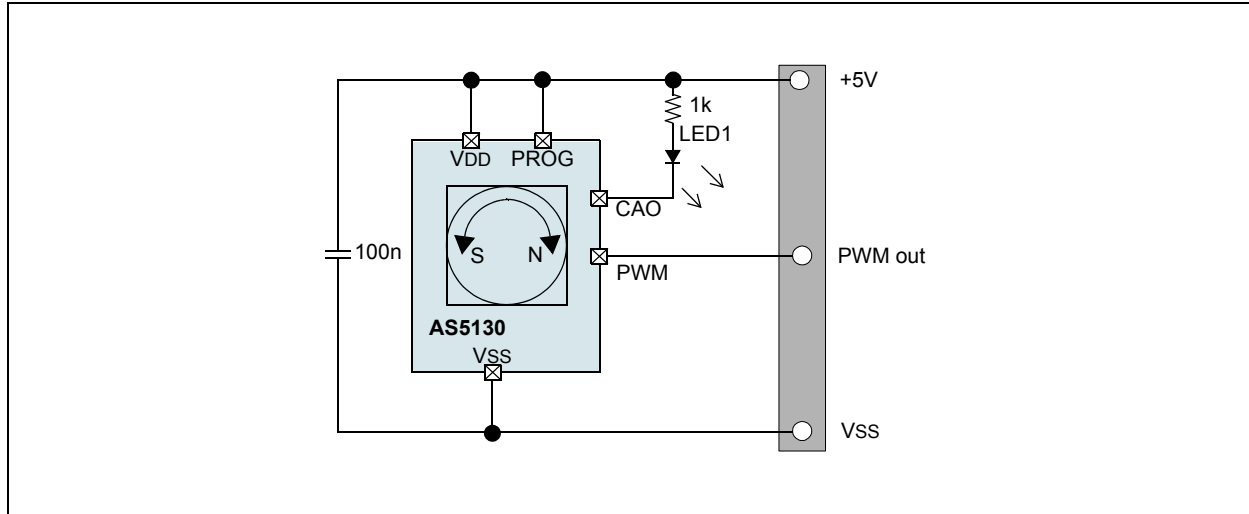 +5V
1k
LED1
VDD PROG
CAO
100n
S N
PWM
PWM out
AS5130
VSS
VSS